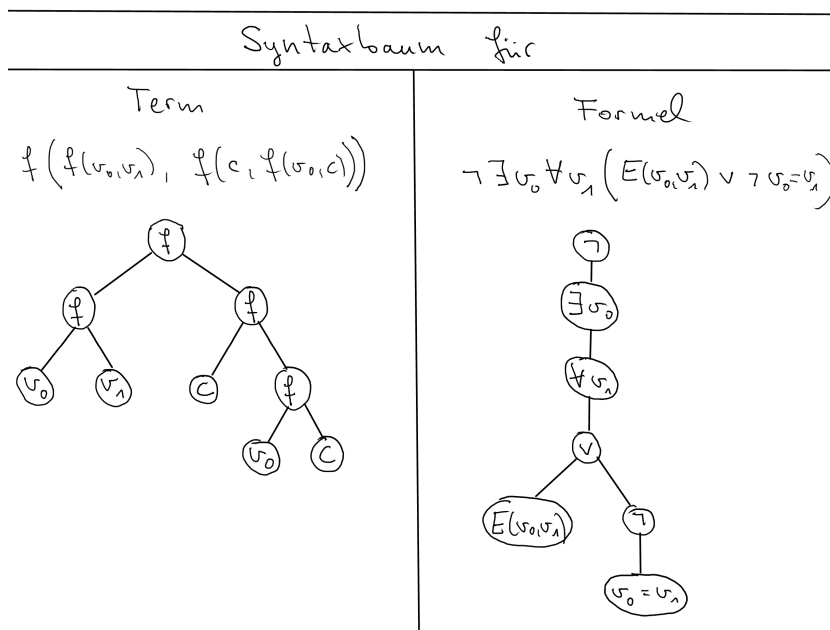 Syntaxbaum für
Term
f(f(v₀,v₁), f(c, f(v₀,c)))
f
f f
v₀ v₁ c f
v₀ c
Formel
¬∃v₀∀v₁(E(v₀,v₁) ∨ ¬v₀=v₁)
¬
∃v₀
∀v₁
∨
E(v₀,v₁) ¬
v₀=v₁